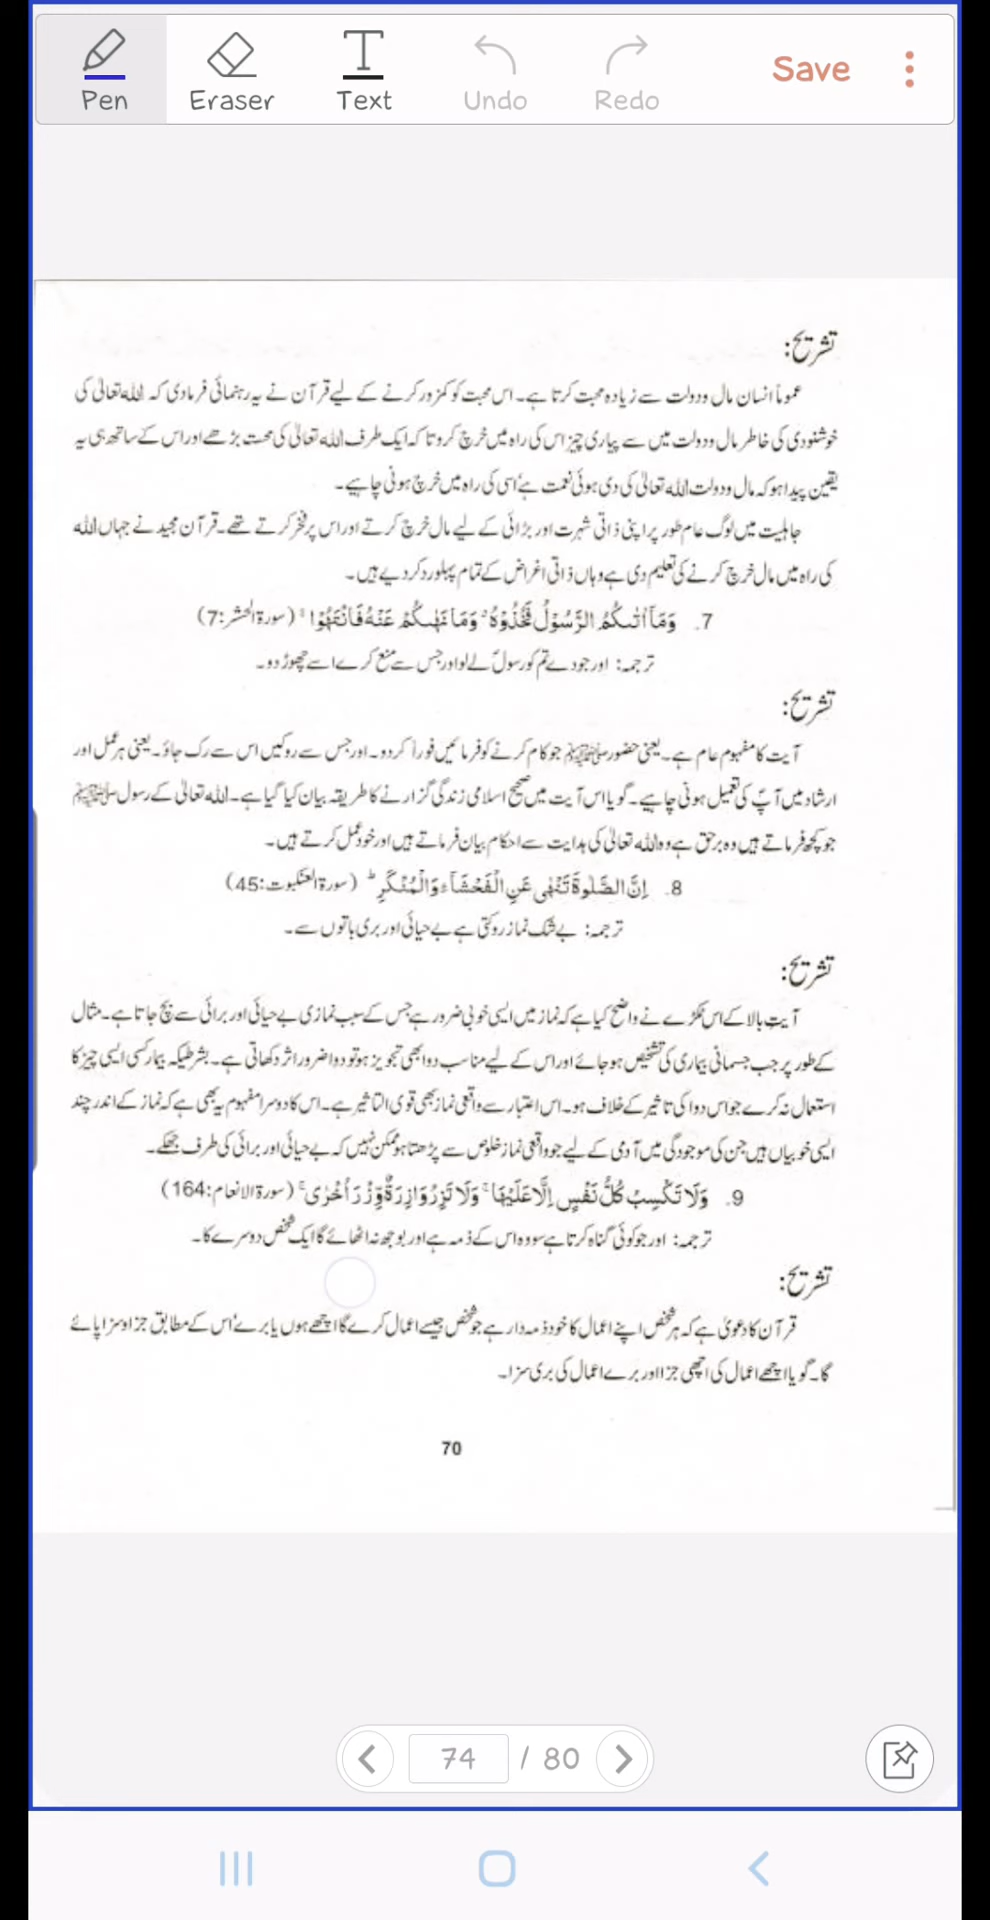 Pen
Eraser
Text
Undo
Redo
Save
تشریح:
عموماً انسان مال و دولت سے زیادہ محبت کرتا ہے۔ اس محبت کو کمزور کرنے کے لیے قرآن نے یہ رہنمائی فرما دی کہ اللہ تعالیٰ کی
خوشنودی کی خاطر مال و دولت میں سے پیاری چیز اس کی راہ میں خرچ کرو تا کہ ایک طرف اللہ تعالیٰ کی محبت بڑھے اور اس کے ساتھ ہی یہ
یقین پیدا ہو کہ مال و دولت اللہ تعالیٰ کی دی ہوئی نعمت ہے' اسی کی راہ میں خرچ ہونی چاہیے۔
جاہلیت میں لوگ عام طور پر اپنی ذاتی شہرت اور بڑائی کے لیے مال خرچ کرتے اور اس پر فخر کرتے تھے۔ قرآن مجید نے جہاں اللہ
کی راہ میں مال خرچ کرنے کی تعلیم دی ہے وہاں ذاتی اغراض کے تمام پہلو رد کر دیے ہیں۔
7. وَمَآ اٰتٰىكُمُ الرَّسُوْلُ فَخُذُوْهُ ۚ وَمَا نَهٰىكُمْ عَنْهُ فَانْتَهُوْا ۚ (سورۃ الحشر:7)
ترجمہ: اور جو دے تم کو رسولؐ لے لو اور جس سے منع کرے اسے چھوڑ دو۔
تشریح:
آیت کا مفہوم عام ہے۔ یعنی حضور ﷺ جو کام کرنے کو فرمائیں فوراً کر دو۔ اور جس سے روکیں اس سے رک جاؤ۔ یعنی ہر عمل اور
ارشاد میں آپؐ کی تعمیل ہونی چاہیے۔ گویا اس آیت میں صحیح اسلامی زندگی گزارنے کا طریقہ بیان کیا گیا ہے۔ اللہ تعالیٰ کے رسول ﷺ
جو کچھ فرماتے ہیں وہ برحق ہے وہ اللہ تعالیٰ کی ہدایت سے احکام بیان فرماتے ہیں اور خود عمل کرتے ہیں۔
8. اِنَّ الصَّلٰوةَ تَنْهٰى عَنِ الْفَحْشَآءِ وَالْمُنْكَرِ ؕ (سورۃ العنکبوت:45)
ترجمہ: بے شک نماز روکتی ہے بے حیائی اور بری باتوں سے۔
تشریح:
آیت بالا کے اس ٹکڑے نے واضح کیا ہے کہ نماز میں ایسی خوبی ضرور ہے جس کے سبب نمازی بے حیائی اور برائی سے بچ جاتا ہے۔ مثال
کے طور پر جب جسمانی بیماری کی تشخیص ہو جائے اور اس کے لیے مناسب دوا بھی تجویز ہو تو دوا ضرور اثر دکھاتی ہے۔ بشرطیکہ بیمار کسی ایسی چیز کا
استعمال نہ کرے جو اس دوا کی تاثیر کے خلاف ہو۔ اس اعتبار سے واقعی نماز بھی قوی التاثیر ہے۔ اس کا دوسرا مفہوم یہ بھی ہے کہ نماز کے اندر چند
ایسی خوبیاں ہیں جن کی موجودگی میں آدمی کے لیے جو واقعی نماز خلوص سے پڑھتا ہو ممکن نہیں کہ بے حیائی اور برائی کی طرف جھکے۔
9. وَلَا تَكْسِبُ كُلُّ نَفْسٍ اِلَّا عَلَيْهَا ۚ وَلَا تَزِرُ وَازِرَةٌ وِّزْرَ اُخْرٰى ۚ (سورۃ الانعام:164)
ترجمہ: اور جو کوئی گناہ کرتا ہے سو وہ اس کے ذمہ ہے اور بوجھ نہ اٹھائے گا ایک شخص دوسرے کا۔
تشریح:
قرآن کا دعویٰ ہے کہ ہر شخص اپنے اعمال کا خود ذمہ دار ہے جو شخص جیسے اعمال کرے گا اچھے ہوں یا برے' اس کے مطابق جزا و سزا پائے
گا۔ گویا اچھے اعمال کی اچھی جزا اور برے اعمال کی بری سزا۔
70
74 / 80